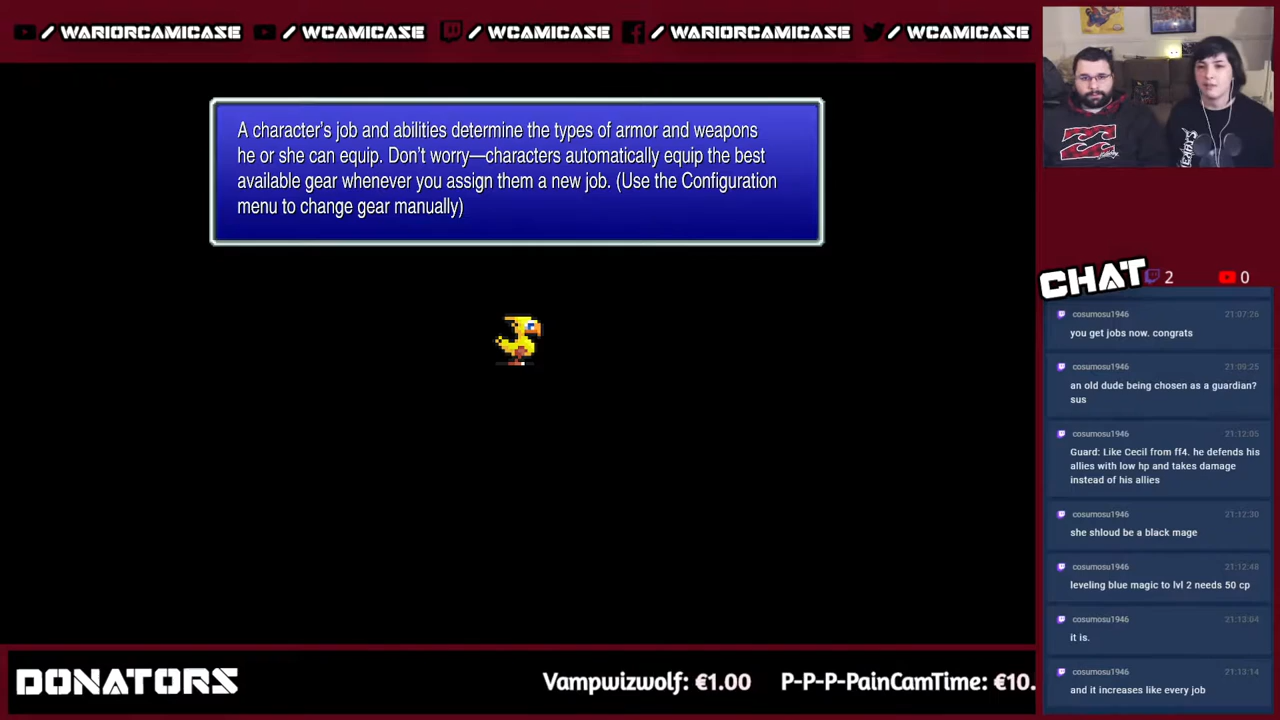 / WARIORCAMICASE / WCAMICASE / WCAMICASE / WARIORCAMICASE / WCAMICASE
A character's job and abilities determine the types of armor and weapons
he or she can equip. Don't worry—characters automatically equip the best
available gear whenever you assign them a new job. (Use the Configuration
menu to change gear manually)
CHAT 2 0
cosumosu1946 21:07:26
you get jobs now. congrats
cosumosu1946 21:09:25
an old dude being chosen as a guardian?
sus
cosumosu1946 21:12:05
Guard: Like Cecil from ff4. he defends his
allies with low hp and takes damage
instead of his allies
cosumosu1946 21:12:30
she shloud be a black mage
cosumosu1946 21:12:48
leveling blue magic to lvl 2 needs 50 cp
cosumosu1946 21:13:04
it is.
cosumosu1946 21:13:14
and it increases like every job
DONATORS Vampwizwolf: €1.00 P-P-P-PainCamTime: €10.